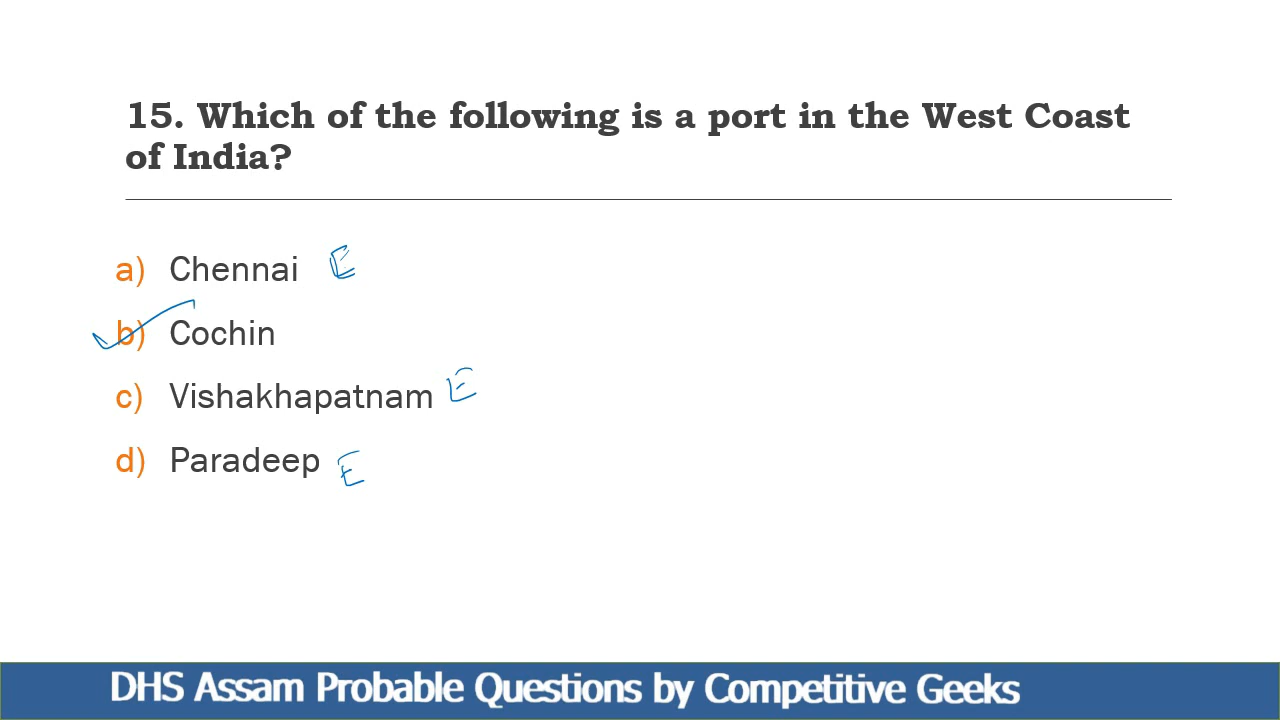 15. Which of the following is a port in the West Coast
of India?
a) Chennai E
b) Cochin
c) Vishakhapatnam E
d) Paradeep E
DHS Assam Probable Questions by Competitive Geeks